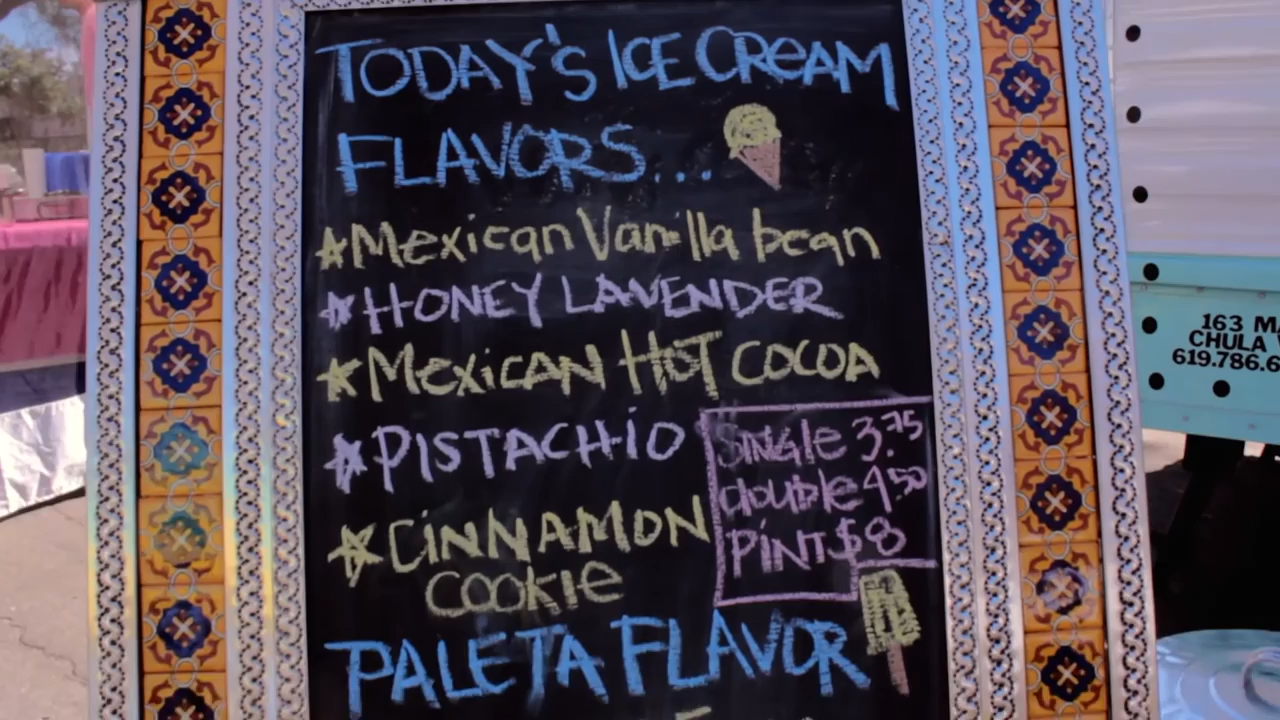 TODAY'S ICE CREAM
FLAVORS...
*Mexican Vanilla bean
*HONEY LAVENDER
*MexicAN HOT COCOA
*PISTACHiO
SiNGle 3.75
double 4.50
PiNT $8
*CiNNAMON
COOKIE
PALETA FLAVOR
163 M
CHULA
619.786.6